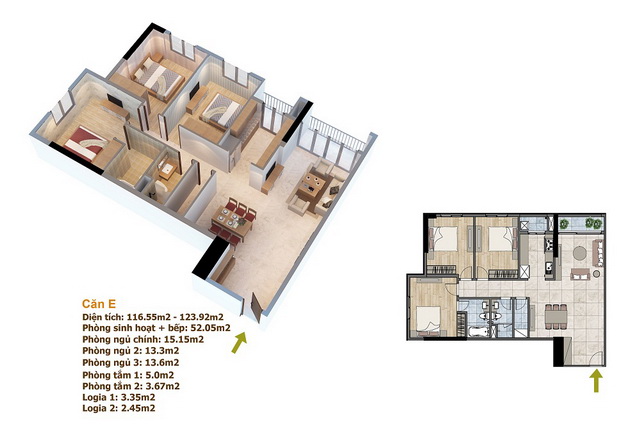 Căn E
Diện tích: 116.55m2 - 123.92m2
Phòng sinh hoạt + bếp: 52.05m2
Phòng ngủ chính: 15.15m2
Phòng ngủ 2: 13.3m2
Phòng ngủ 3: 13.6m2
Phòng tắm 1: 5.0m2
Phòng tắm 2: 3.67m2
Logia 1: 3.35m2
Logia 2: 2.45m2